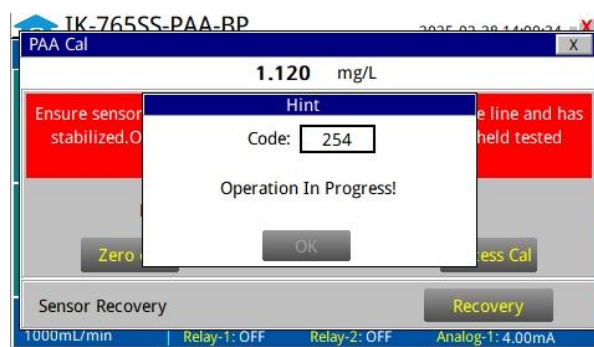 IK-765SS-PAA-BP
PAA Cal
X
1.120 mg/L
Ensure sensor
e line and has
stabilized.O
held tested
Hint
Code: 254
Operation In Progress!
OK
Zero
ess Cal
Sensor Recovery
Recovery
1000mL/min
Relay-1: OFF
Relay-2: OFF
Analog-1: 4.00mA